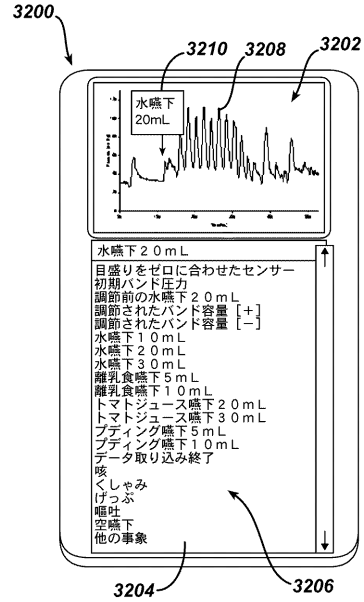 3200
3210
3208
3202
水嚥下
20mL
水嚥下20mL
目盛りをゼロに合わせたセンサー
初期バンド圧力
調節前の水嚥下20mL
調節されたバンド容量[+]
調節されたバンド容量[−]
水嚥下10mL
水嚥下20mL
水嚥下30mL
離乳食嚥下5mL
離乳食嚥下10mL
トマトジュース嚥下20mL
トマトジュース嚥下30mL
プディング嚥下5mL
プディング嚥下10mL
データ取り込み終了
咳
くしゃみ
げっぷ
嘔吐
空嚥下
他の事象
3204
3206